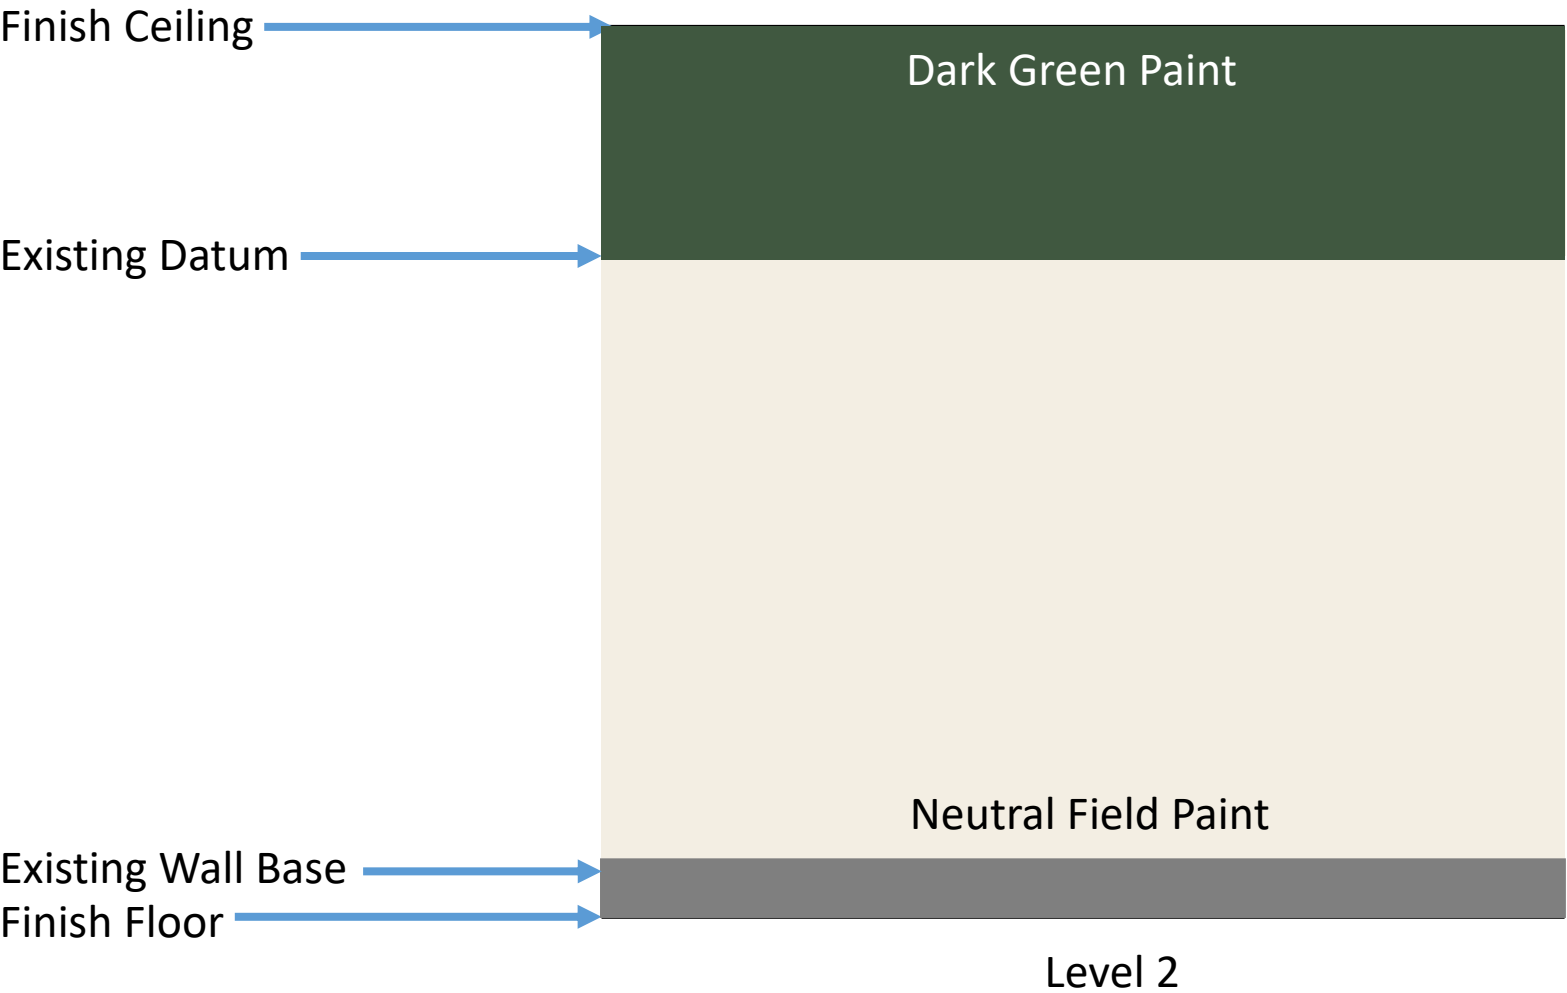 Finish Ceiling
Dark Green Paint
Existing Datum
Neutral Field Paint
Existing Wall Base
Finish Floor
Level 2